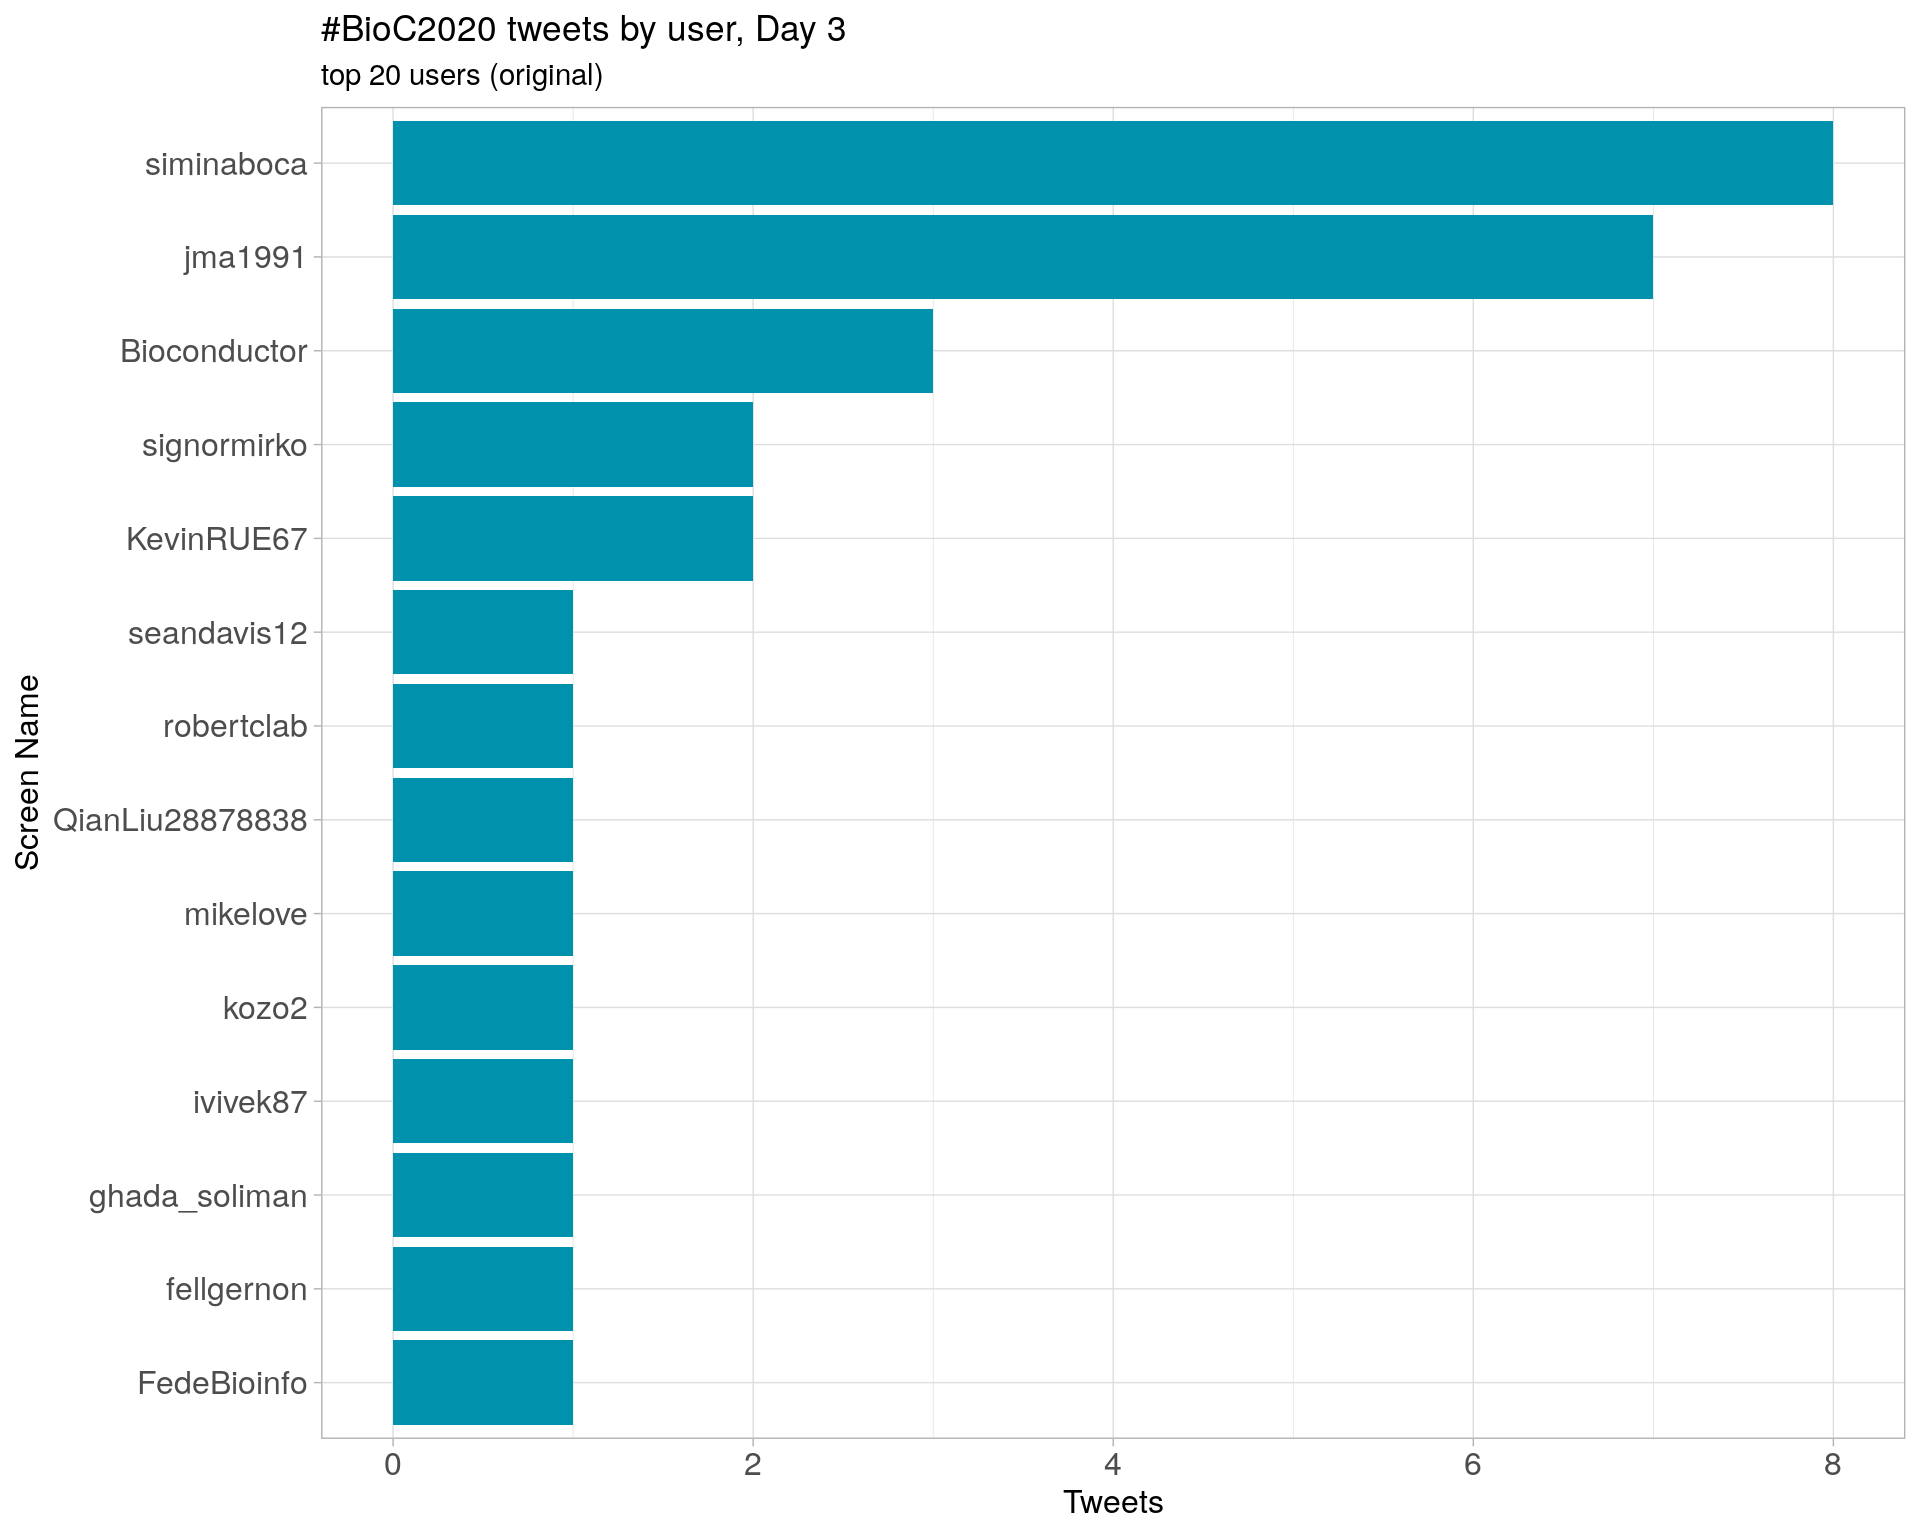 #BioC2020 tweets by user, Day 3
top 20 users (original)
siminaboca
jma1991
Bioconductor
signormirko
KevinRUE67
seandavis12
robertclab
QianLiu28878838
mikelove
kozo2
ivivek87
ghada_soliman
fellgernon
FedeBioinfo
Screen Name
0 2 4 6 8
Tweets